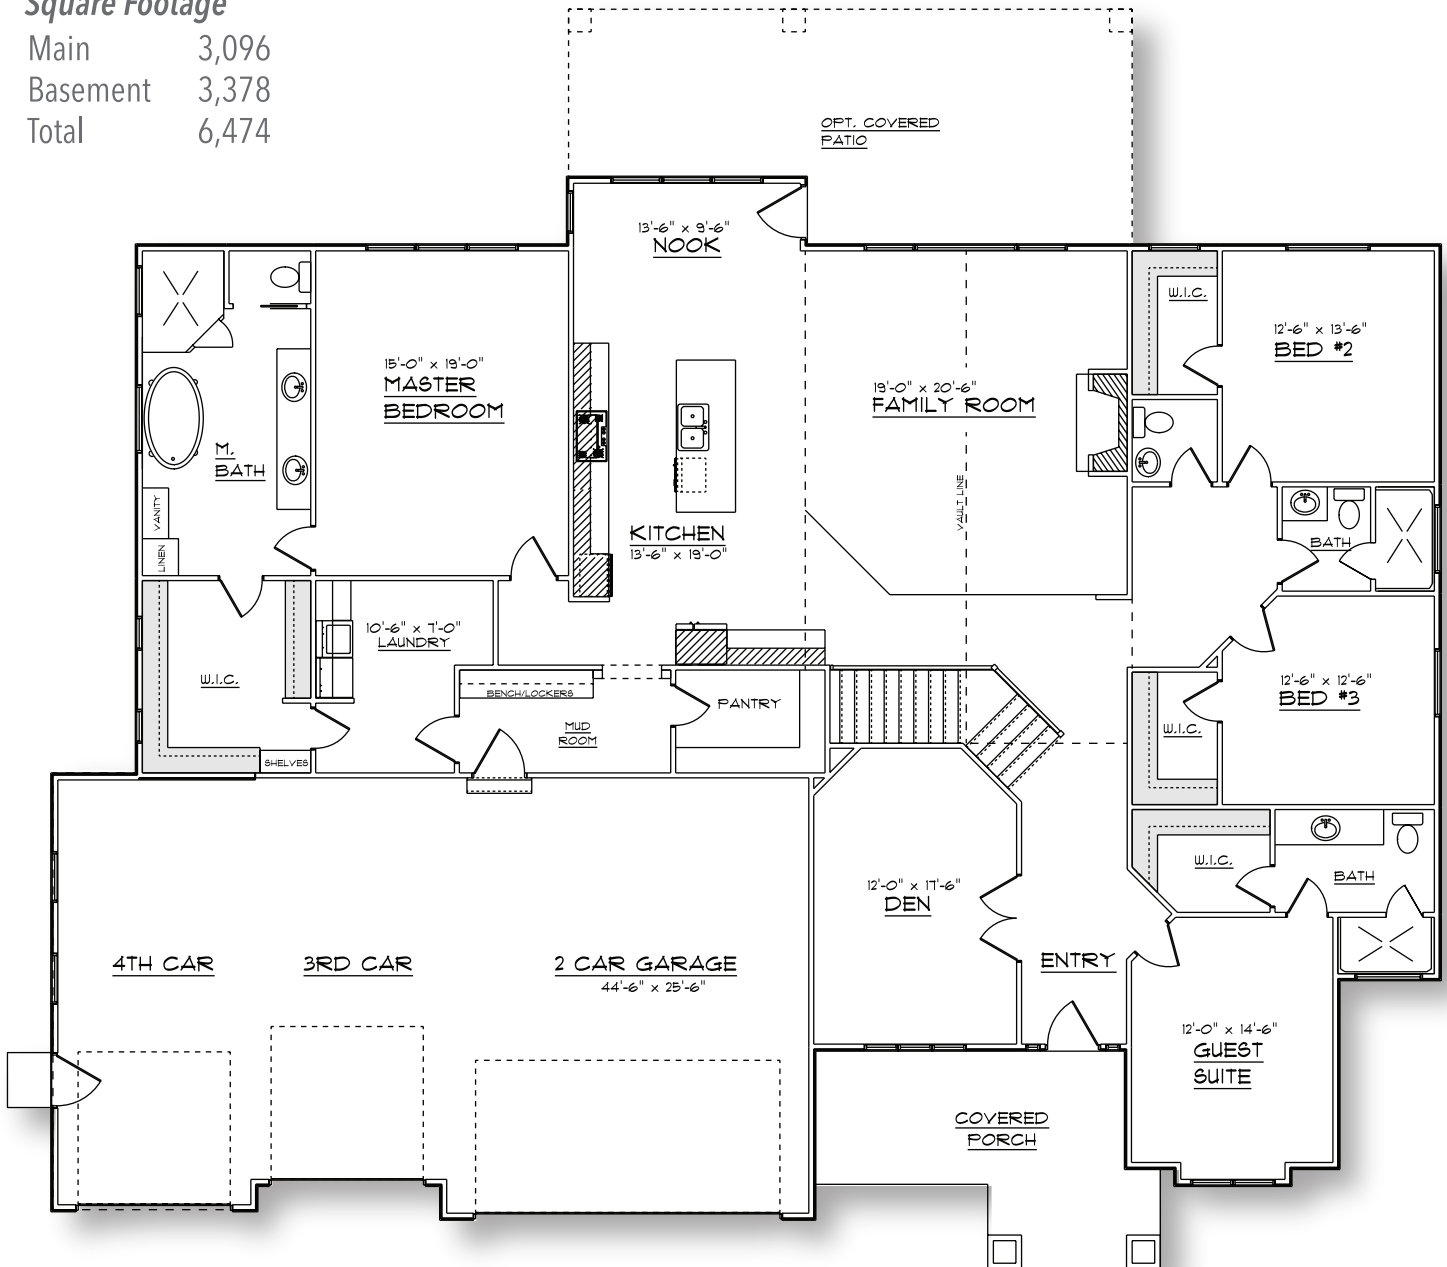 Square Footage
Main 3,096
Basement 3,378
Total 6,474
OPT. COVERED
PATIO
13'-6" x 9'-6"
NOOK
W.I.C.
12'-6" x 13'-6"
BED #2
15'-0" x 19'-0"
MASTER
BEDROOM
19'-0" x 20'-6"
FAMILY ROOM
M.
BATH
VANITY
LINEN
VAULT LINE
KITCHEN
13'-6" x 19'-0"
BATH
10'-6" x 7'-0"
LAUNDRY
W.I.C.
BENCH/LOCKERS
PANTRY
MUD
ROOM
SHELVES
12'-6" x 12'-6"
BED #3
W.I.C.
W.I.C.
BATH
12'-0" x 17'-6"
DEN
4TH CAR
3RD CAR
2 CAR GARAGE
44'-6" x 25'-6"
ENTRY
12'-0" x 14'-6"
GUEST
SUITE
COVERED
PORCH